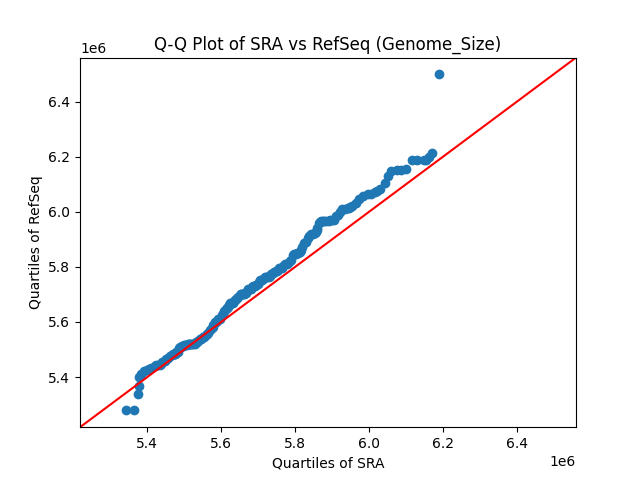 Q-Q Plot of SRA vs RefSeq (Genome_Size)
1e6
6.4
6.2
6.0
5.8
5.6
5.4
Quartiles of RefSeq
5.4 5.6 5.8 6.0 6.2 6.4
Quartiles of SRA
1e6